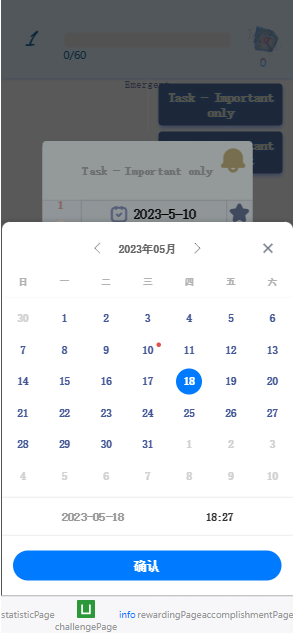 1
0/60
0
Emergent
Task - Important only
Important only
Task - Important only
1
2023-5-10
2023年05月
日 一 二 三 四 五 六
30 1 2 3 4 5 6
7 8 9 10 11 12 13
14 15 16 17 18 19 20
21 22 23 24 25 26 27
28 29 30 31 1 2 3
4 5 6 7 8 9 10
2023-05-18 18:27
确认
statisticPage challengePage info rewardingPage accomplishmentPage